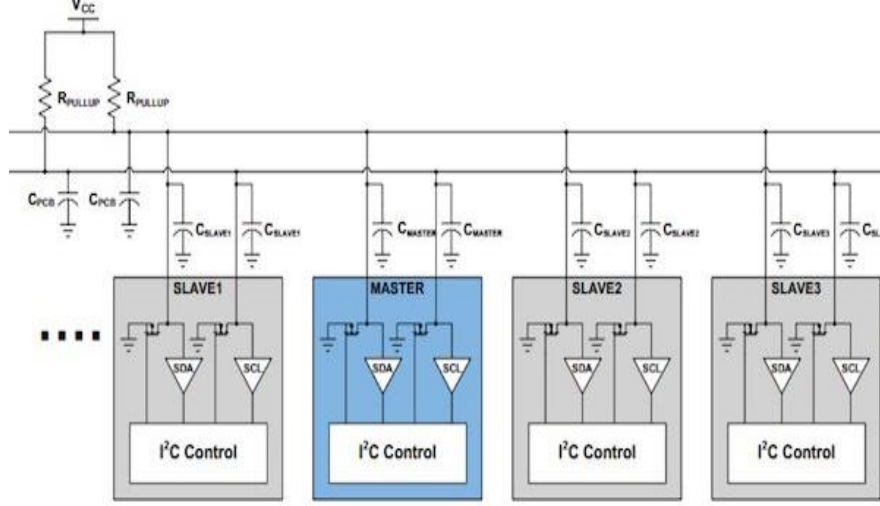 VCC
RPULLUP RPULLUP
CPCB CPCB
CSLAVE1 CSLAVE1 CMASTER CMASTER CSLAVE2 CSLAVE2 CSLAVE3
SLAVE1 MASTER SLAVE2 SLAVE3
SDA SCL SDA SCL SDA SCL SDA SCL
I²C Control I²C Control I²C Control I²C Control